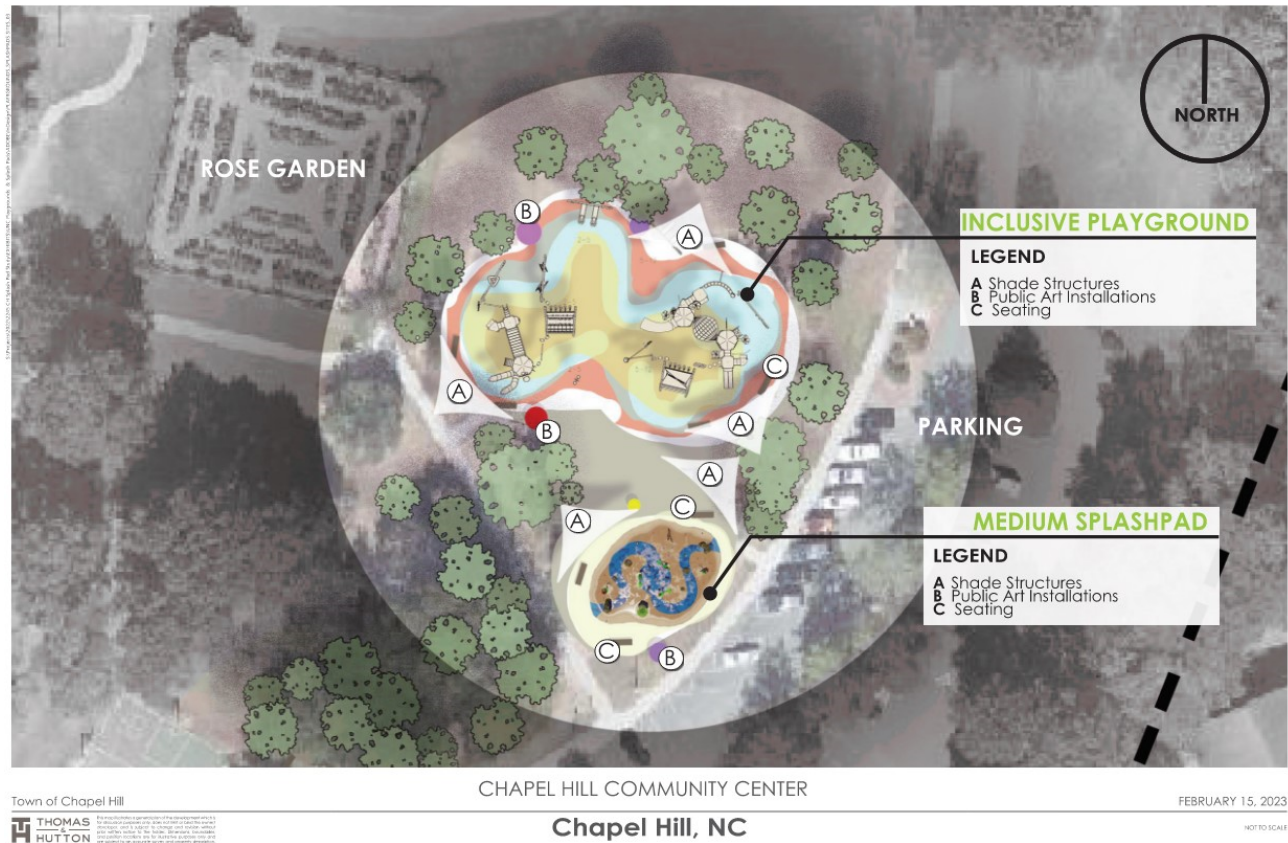 ROSE GARDEN
NORTH
B
A
INCLUSIVE PLAYGROUND
LEGEND
A Shade Structures
B Public Art Installations
C Seating
C
A
B
A
PARKING
A
C
A
MEDIUM SPLASHPAD
LEGEND
A Shade Structures
B Public Art Installations
C Seating
C
B
CHAPEL HILL COMMUNITY CENTER
Town of Chapel Hill
FEBRUARY 15, 2023
THOMAS
&
HUTTON
Chapel Hill, NC
NOT TO SCALE